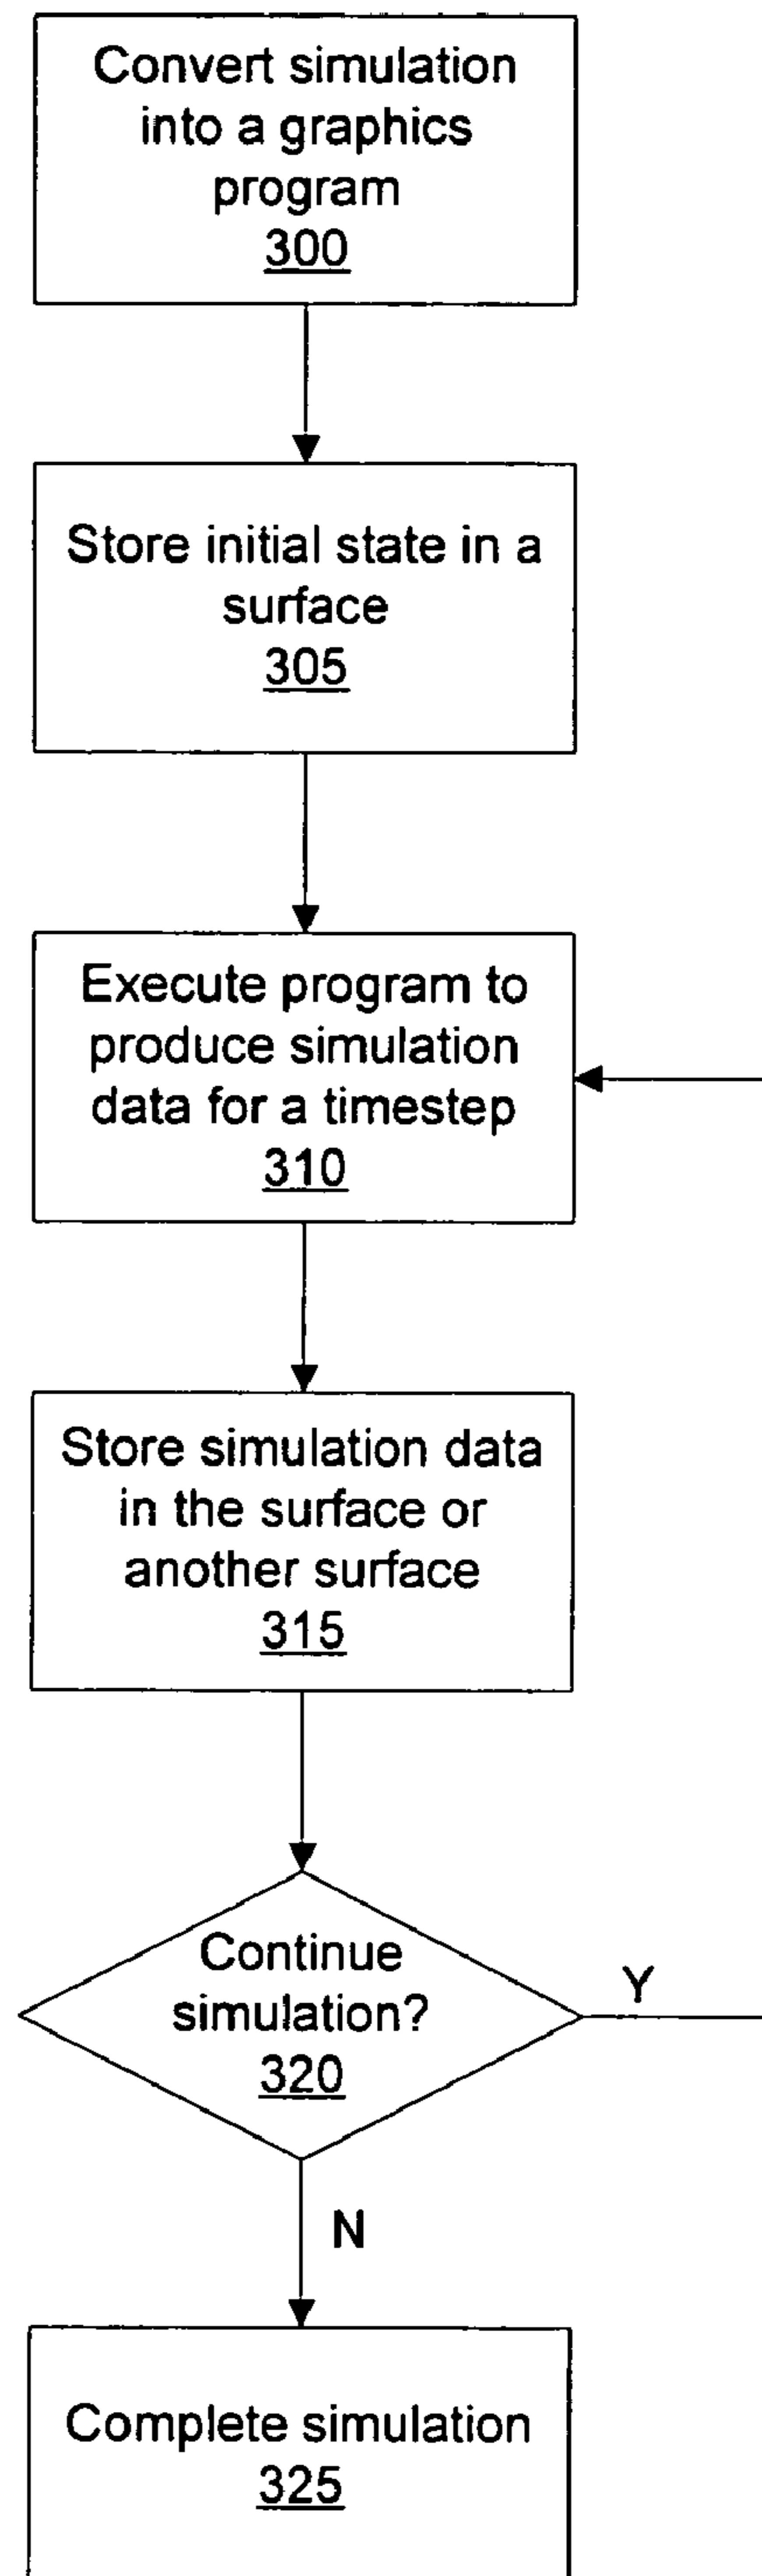 Convert simulation
into a graphics
program
300
Store initial state in a
surface
305
Execute program to
produce simulation
data for a timestep
310
Store simulation data
in the surface or
another surface
315
Continue
simulation?
320
Y
N
Complete simulation
325